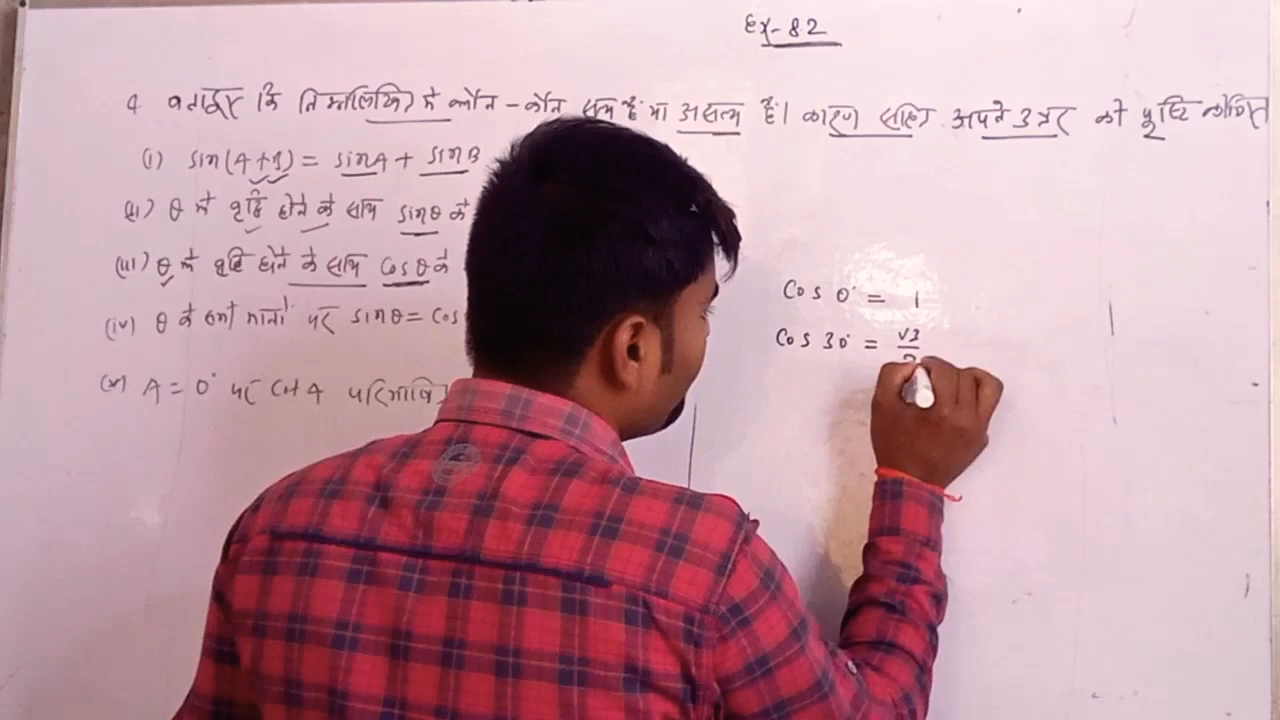 Ex-8.2
4 बताइए कि निम्नलिखित में कौन-कौन सत्य हैं या असत्य हैं। कारण सहित अपने उत्तर की पुष्टि कीजिए
(i) sin(A+B) = sinA + sinB
(ii) θ में वृद्धि होने के साथ sinθ के
(iii) θ में वृद्धि होने के साथ cosθ के
(iv) θ के सभी मानों पर sinθ = cos
(v) A = 0° पर cot A परिभाषित
cos 0° = 1
cos 30° = √3/2